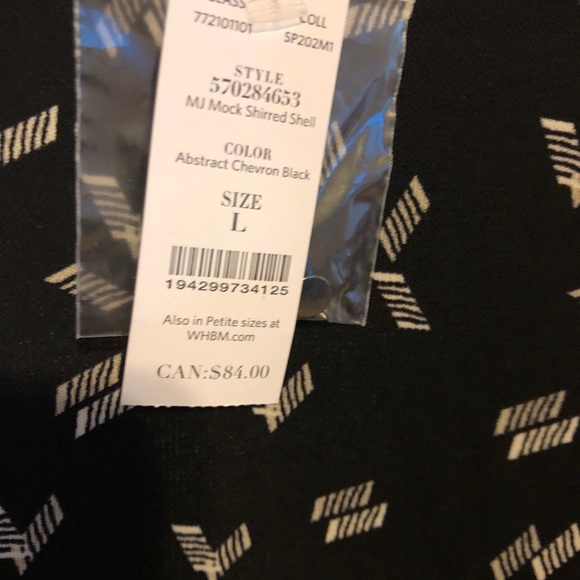 CLASS COLL
772101101 SP202M1
STYLE
570284653
MJ Mock Shirred Shell
COLOR
Abstract Chevron Black
SIZE
L
194299734125
Also in Petite sizes at
WHBM.com
CAN:$84.00